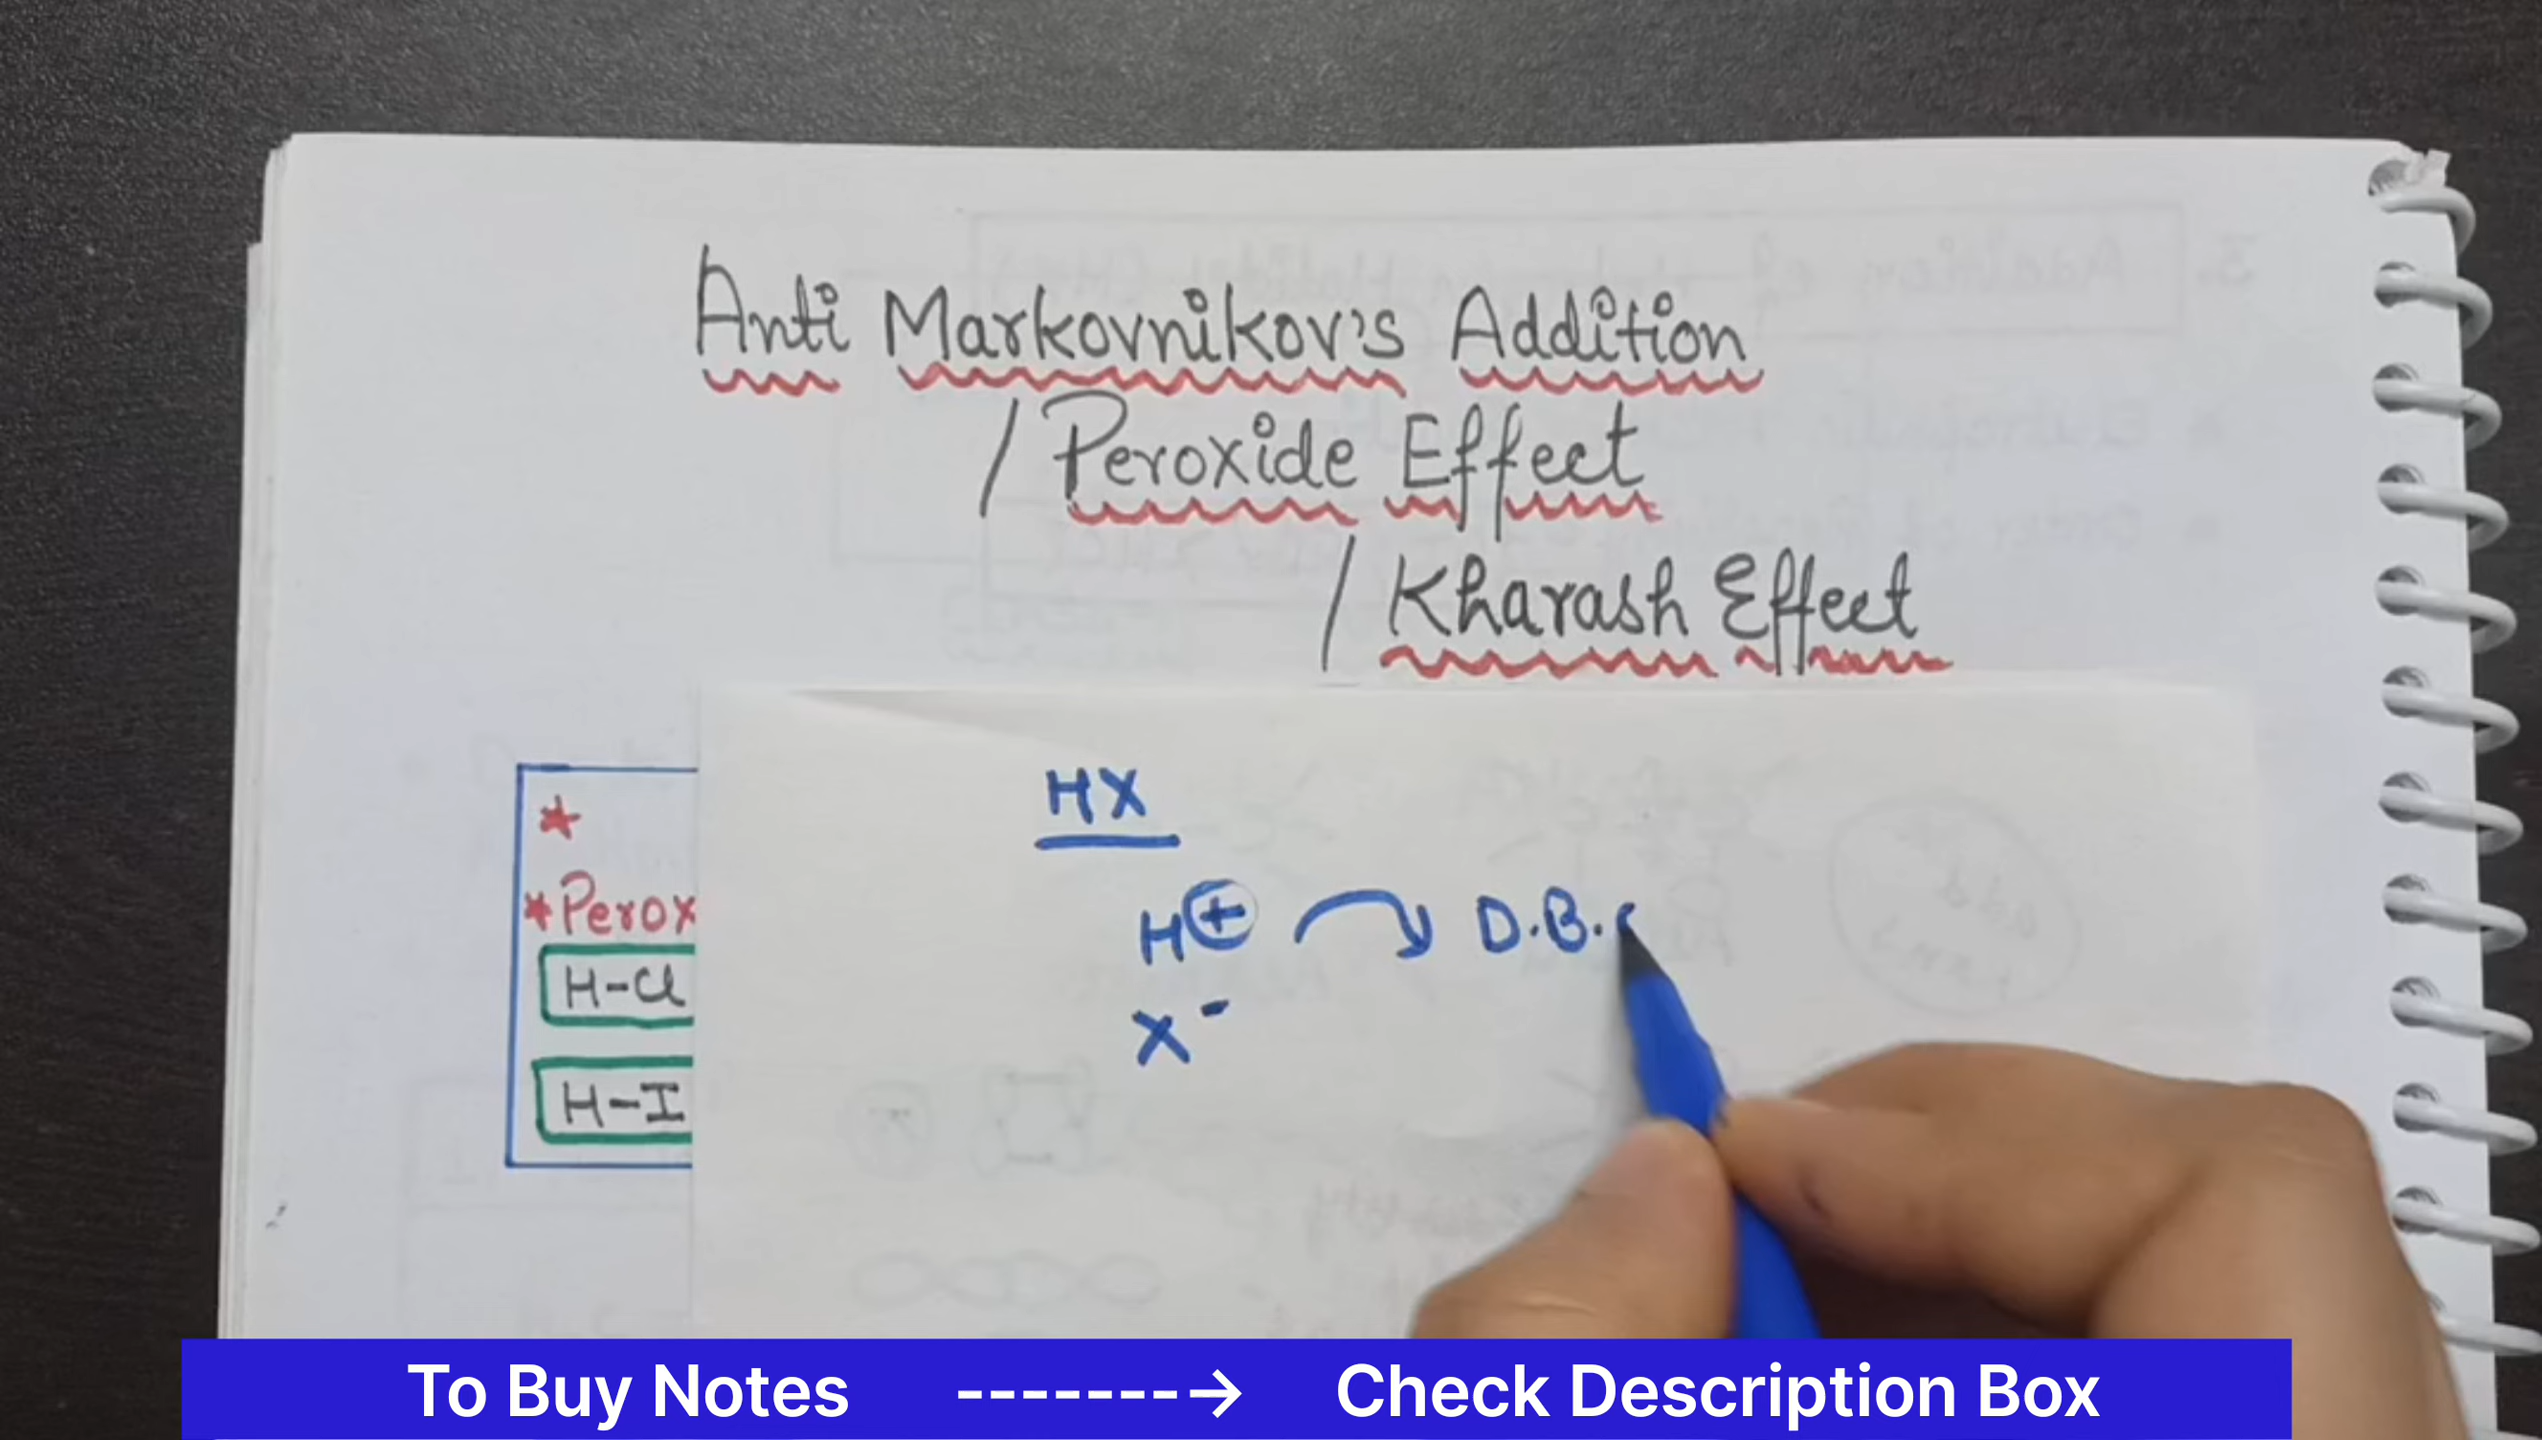 Anti Markovnikov's Addition
/ Peroxide Effect
/ Kharash Effect
HX
*
H⊕ ⤵ D.B.
*Perox
H-Cl
X⁻
H-I
To Buy Notes -------→ Check Description Box